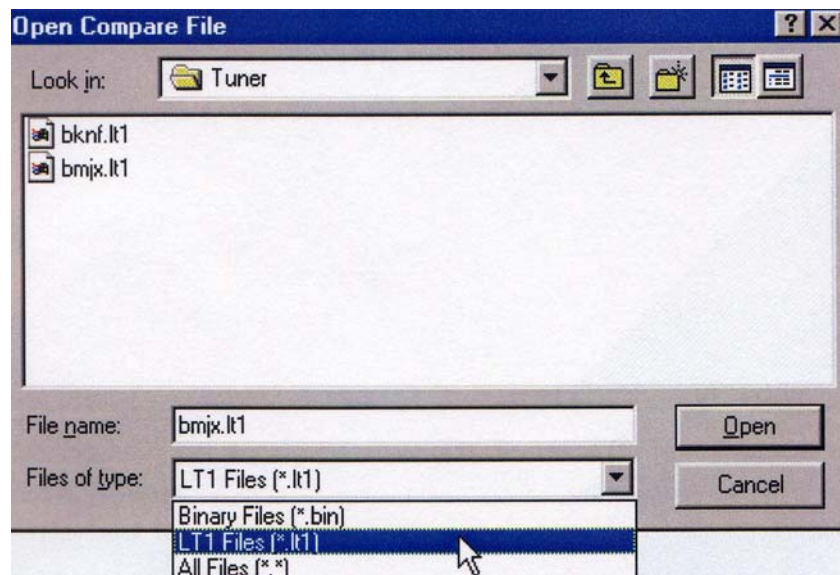 Open Compare File
Look in: Tuner
bknf.lt1
bmjx.lt1
File name: bmjx.lt1 Open
Files of type: LT1 Files (*.lt1) Cancel
Binary Files (*.bin)
LT1 Files (*.lt1)
All Files (*.*)